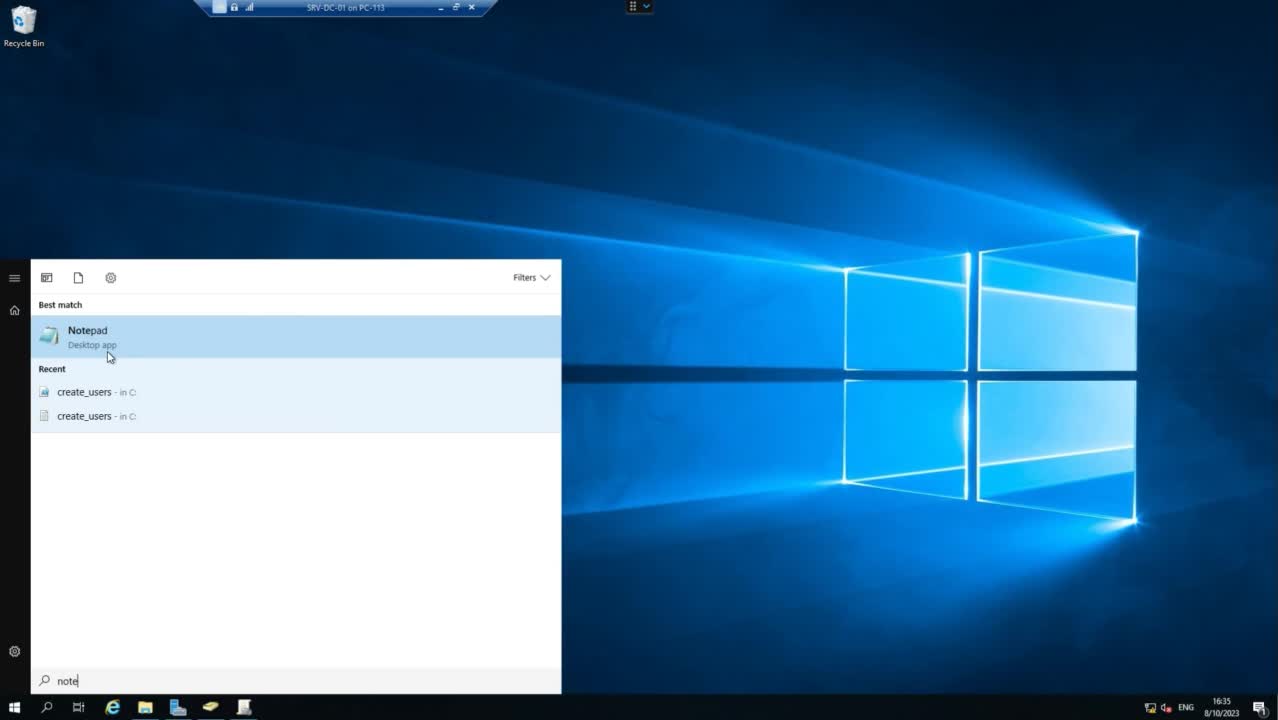 SRV-DC-01 on PC-113
Recycle Bin
Filters
Best match
Notepad
Desktop app
Recent
create_users - in C:
create_users - in C:
note
ENG
16:35
8/10/2023
1